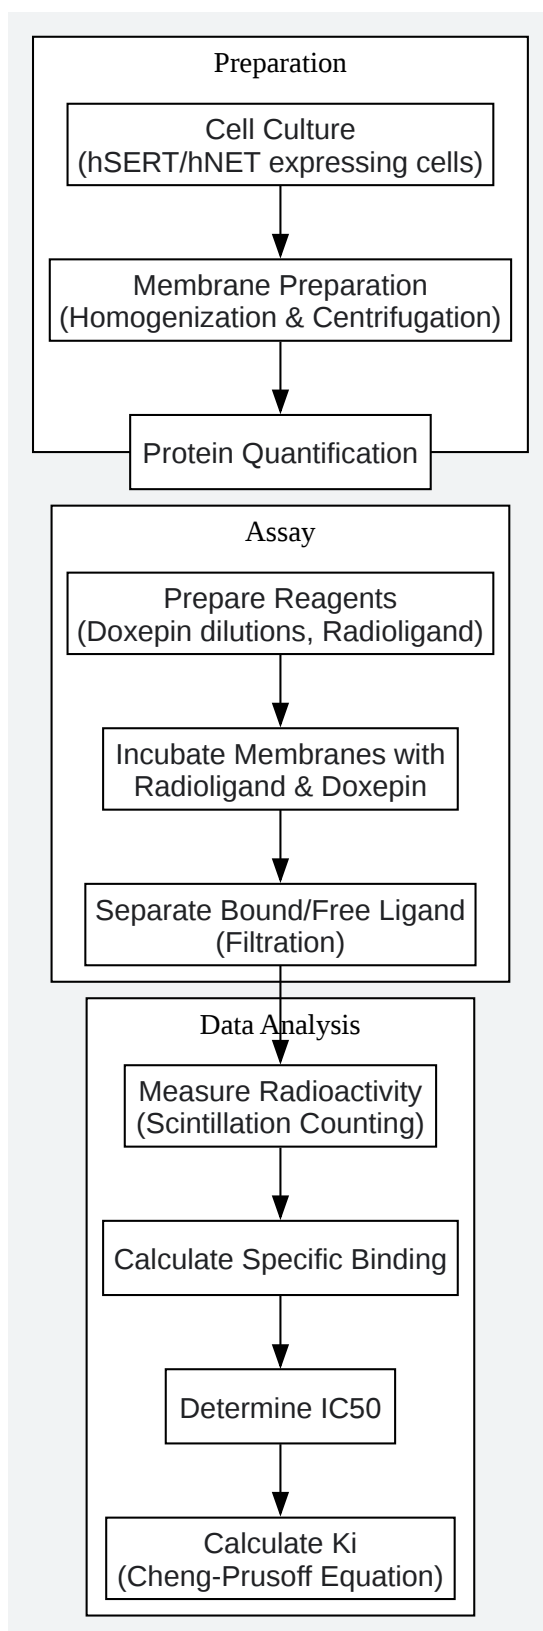 Preparation
Cell Culture
(hSERT/hNET expressing cells)
Membrane Preparation
(Homogenization & Centrifugation)
Protein Quantification
Assay
Prepare Reagents
(Doxepin dilutions, Radioligand)
Incubate Membranes with
Radioligand & Doxepin
Separate Bound/Free Ligand
(Filtration)
Data Analysis
Measure Radioactivity
(Scintillation Counting)
Calculate Specific Binding
Determine IC50
Calculate Ki
(Cheng-Prusoff Equation)